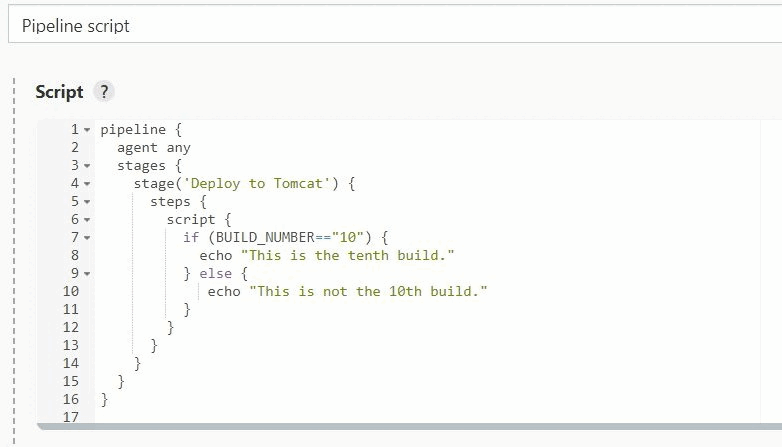 Pipeline script
Script ?
1 pipeline {
2 agent any
3 stages {
4 stage('Deploy to Tomcat') {
5 steps {
6 script {
7 if (BUILD_NUMBER=="10") {
8 echo "This is the tenth build."
9 } else {
10 echo "This is not the 10th build."
11 }
12 }
13 }
14 }
15 }
16 }
17